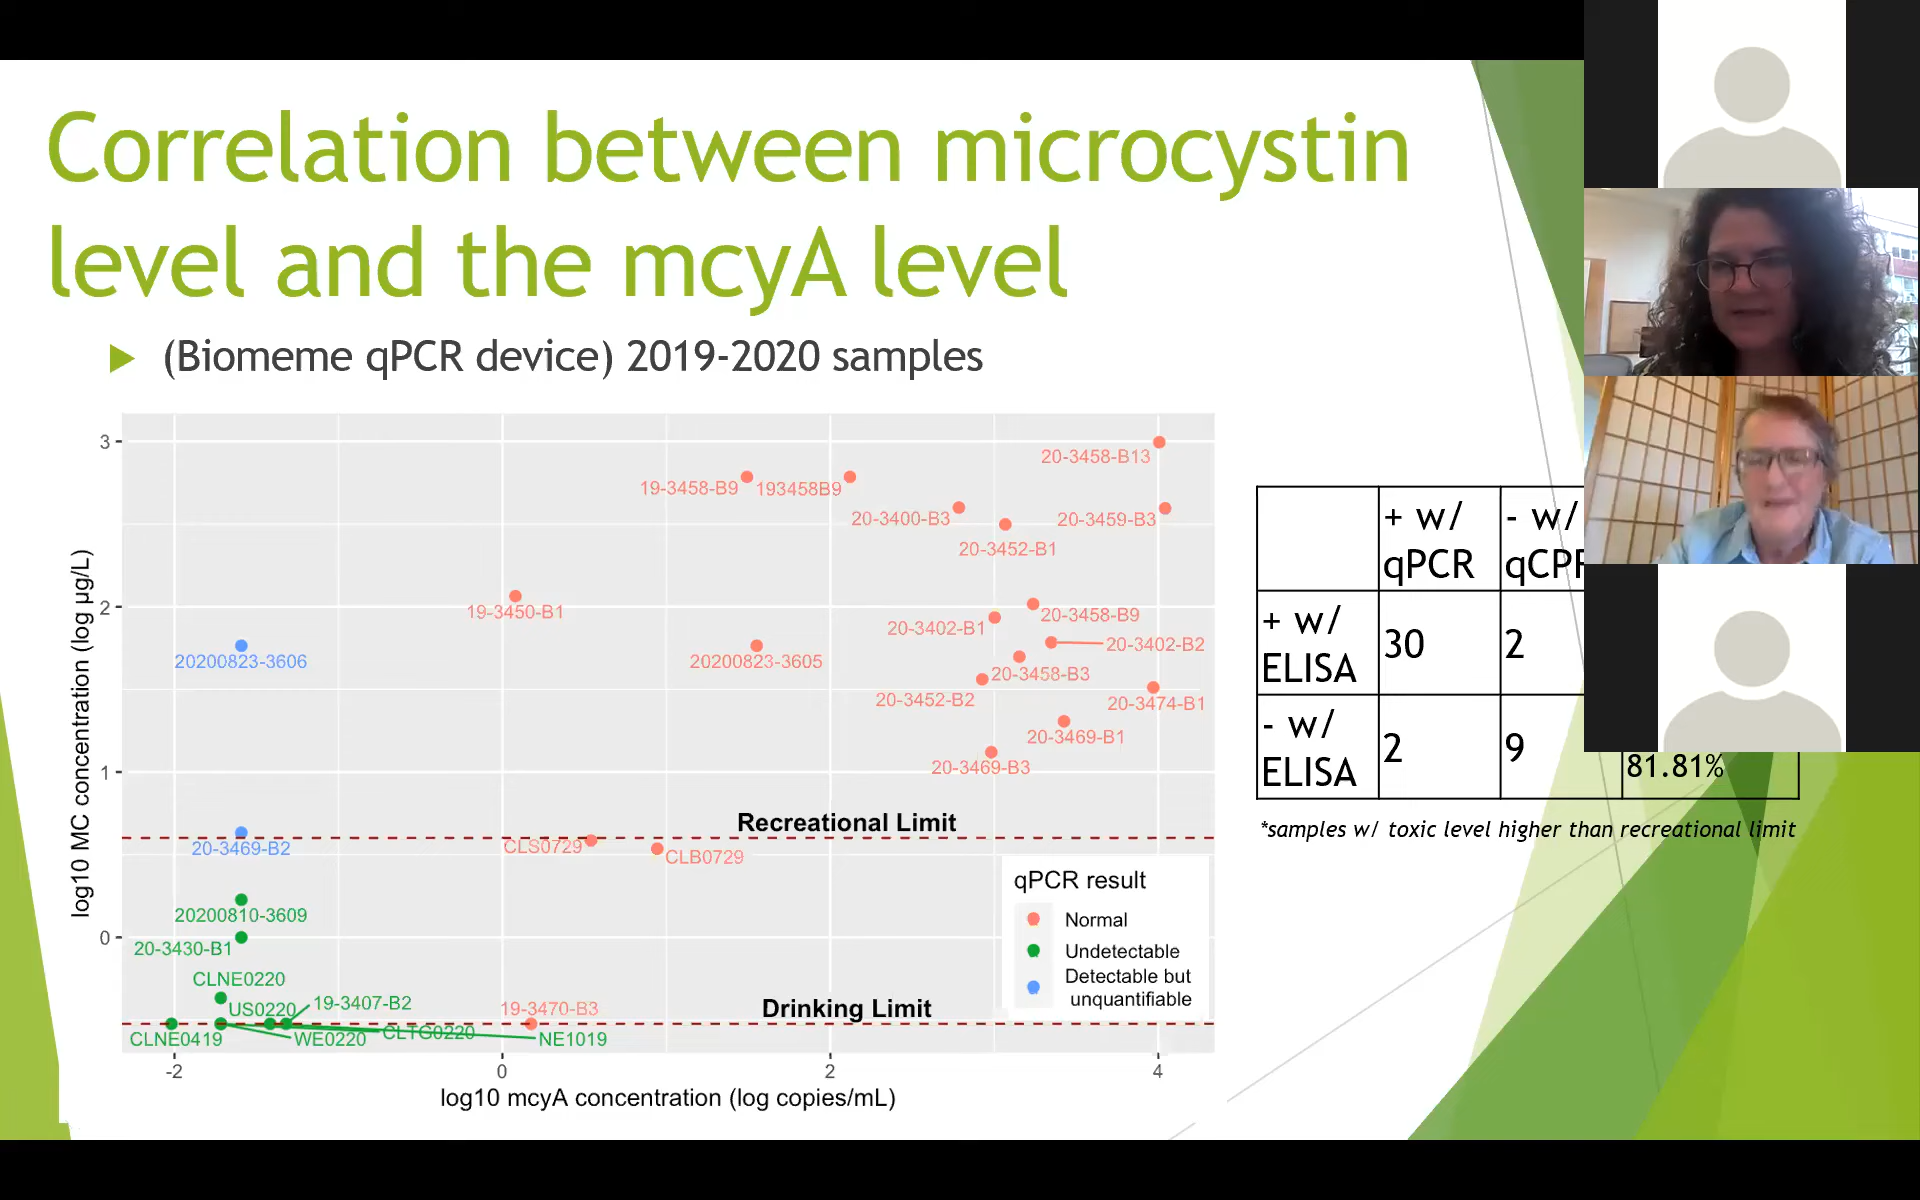 Correlation between microcystin
level and the mcyA level
(Biomeme qPCR device) 2019-2020 samples
log10 MC concentration (log µg/L)
3
2
1
0
20-3458-B13
19-3458-B9
193458B9
20-3400-B3
20-3459-B3
20-3452-B1
19-3450-B1
20-3458-B9
20-3402-B1
20-3402-B2
20200823-3606
20200823-3605
20-3458-B3
20-3452-B2
20-3474-B1
20-3469-B1
20-3469-B3
Recreational Limit
20-3469-B2
CLS0729
CLB0729
20200810-3609
20-3430-B1
CLNE0220
US0220
19-3407-B2
19-3470-B3
Drinking Limit
CLNE0419
WE0220
CLTG0220
NE1019
qPCR result
Normal
Undetectable
Detectable but
unquantifiable
-2
0
2
4
log10 mcyA concentration (log copies/mL)
+ w/
qPCR
- w/
+ w/
ELISA
30
2
- w/
ELISA
2
9
81.81%
*samples w/ toxic level higher than recreational limit